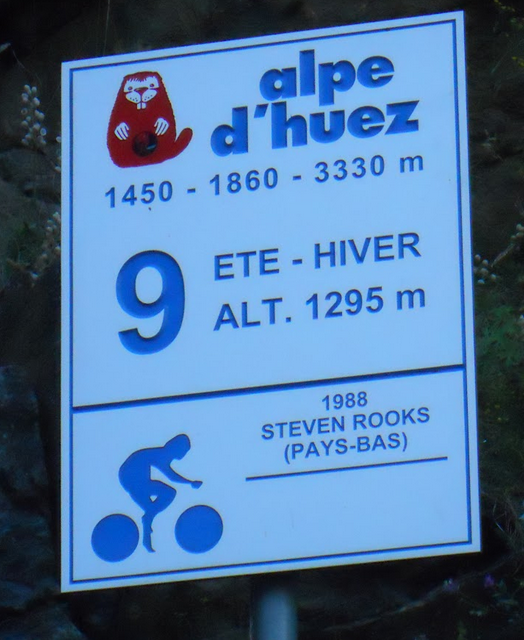 alpe
d'huez
1450 - 1860 - 3330 m
9
ETE - HIVER
ALT. 1295 m
1988
STEVEN ROOKS
(PAYS-BAS)